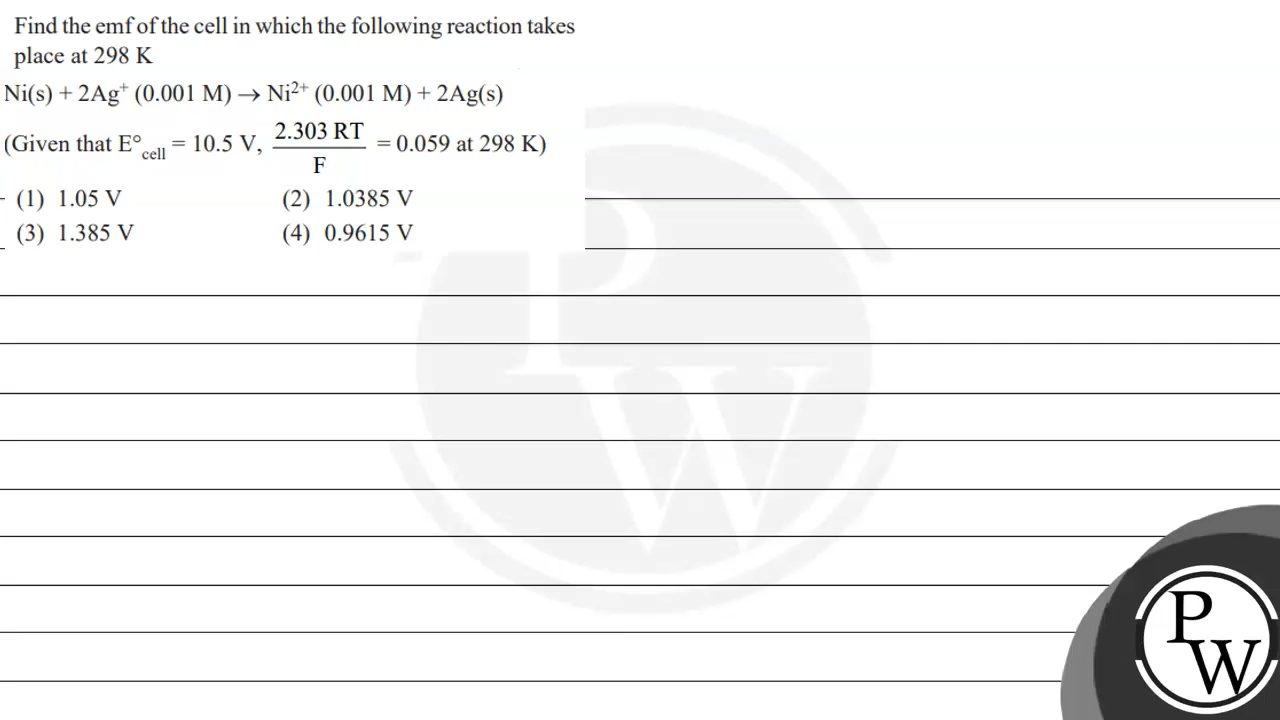 Find the emf of the cell in which the following reaction takes
place at 298 K
Ni(s) + 2Ag⁺ (0.001 M) → Ni²⁺ (0.001 M) + 2Ag(s)
(Given that E°cell = 10.5 V, 2.303 RT / F = 0.059 at 298 K)
(1) 1.05 V (2) 1.0385 V
(3) 1.385 V (4) 0.9615 V
P
W
P
W